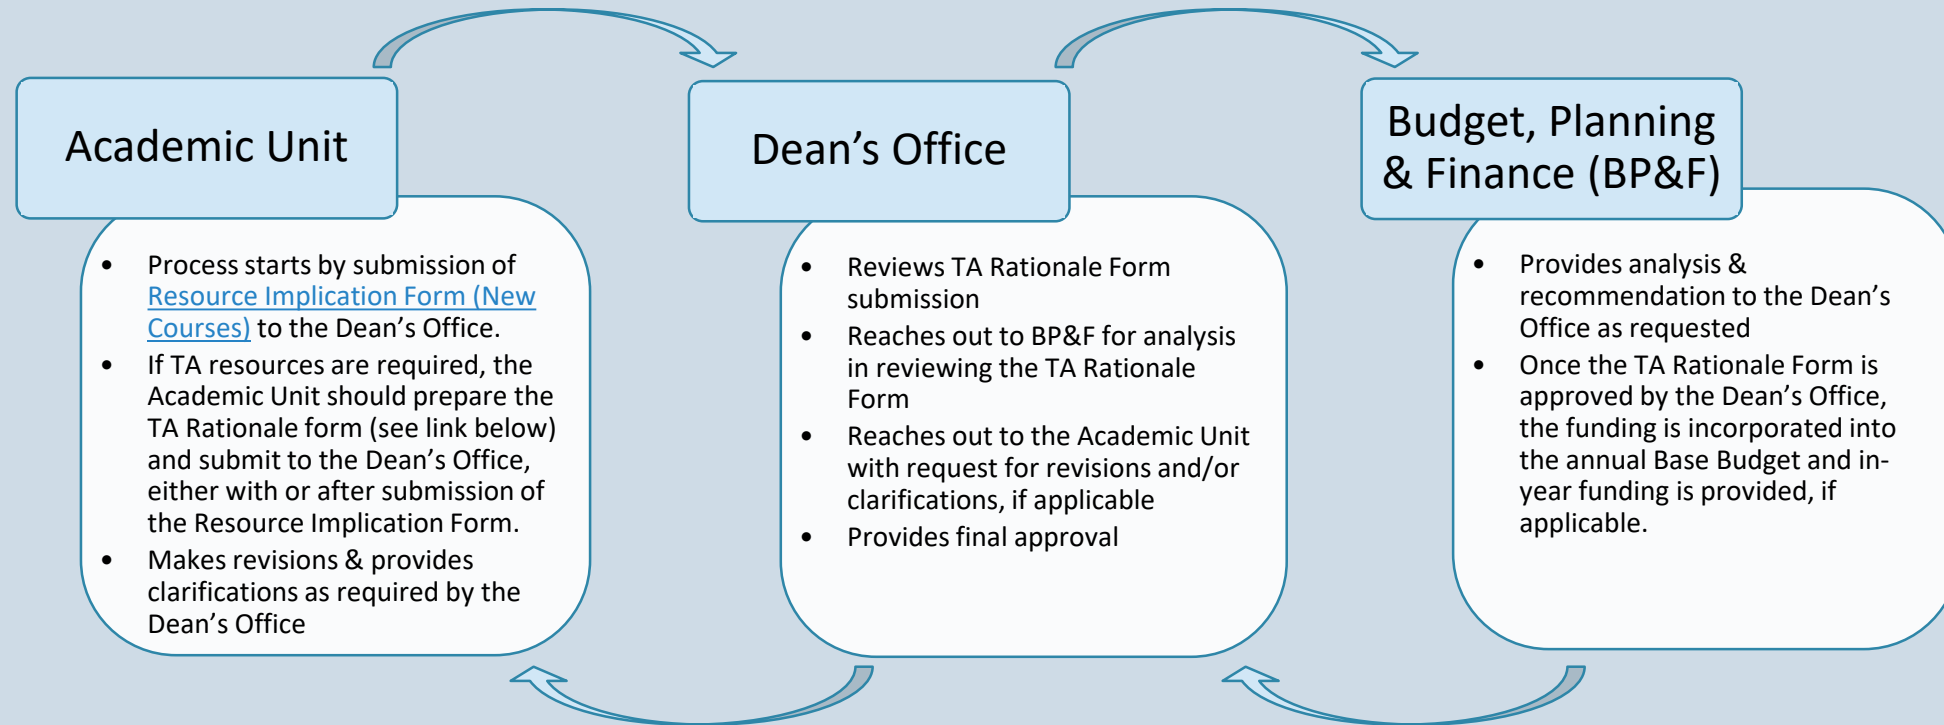 Academic Unit
• Process starts by submission of
Resource Implication Form (New
Courses) to the Dean’s Office.
• If TA resources are required, the
Academic Unit should prepare the
TA Rationale form (see link below)
and submit to the Dean’s Office,
either with or after submission of
the Resource Implication Form.
• Makes revisions & provides
clarifications as required by the
Dean’s Office
Dean’s Office
• Reviews TA Rationale Form
submission
• Reaches out to BP&F for analysis
in reviewing the TA Rationale
Form
• Reaches out to the Academic Unit
with request for revisions and/or
clarifications, if applicable
• Provides final approval
Budget, Planning
& Finance (BP&F)
• Provides analysis &
recommendation to the Dean’s
Office as requested
• Once the TA Rationale Form is
approved by the Dean’s Office,
the funding is incorporated into
the annual Base Budget and in-
year funding is provided, if
applicable.